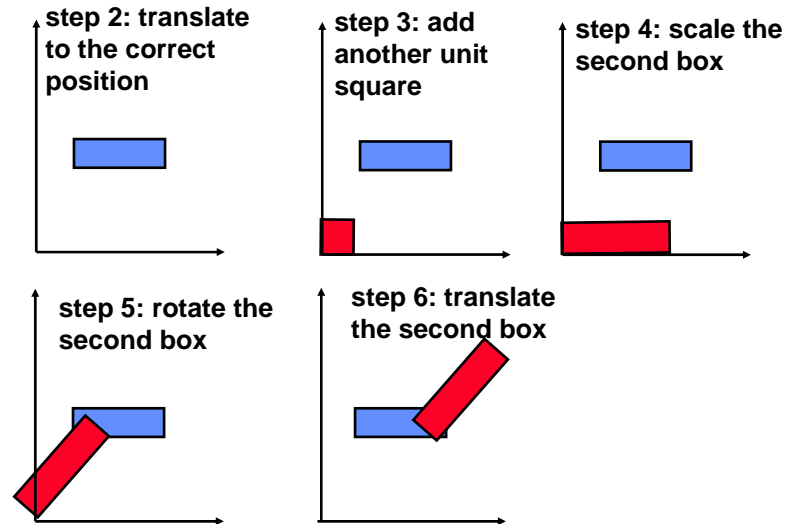 step 2: translate
to the correct
position
step 3: add
another unit
square
step 4: scale the
second box
step 5: rotate the
second box
step 6: translate
the second box